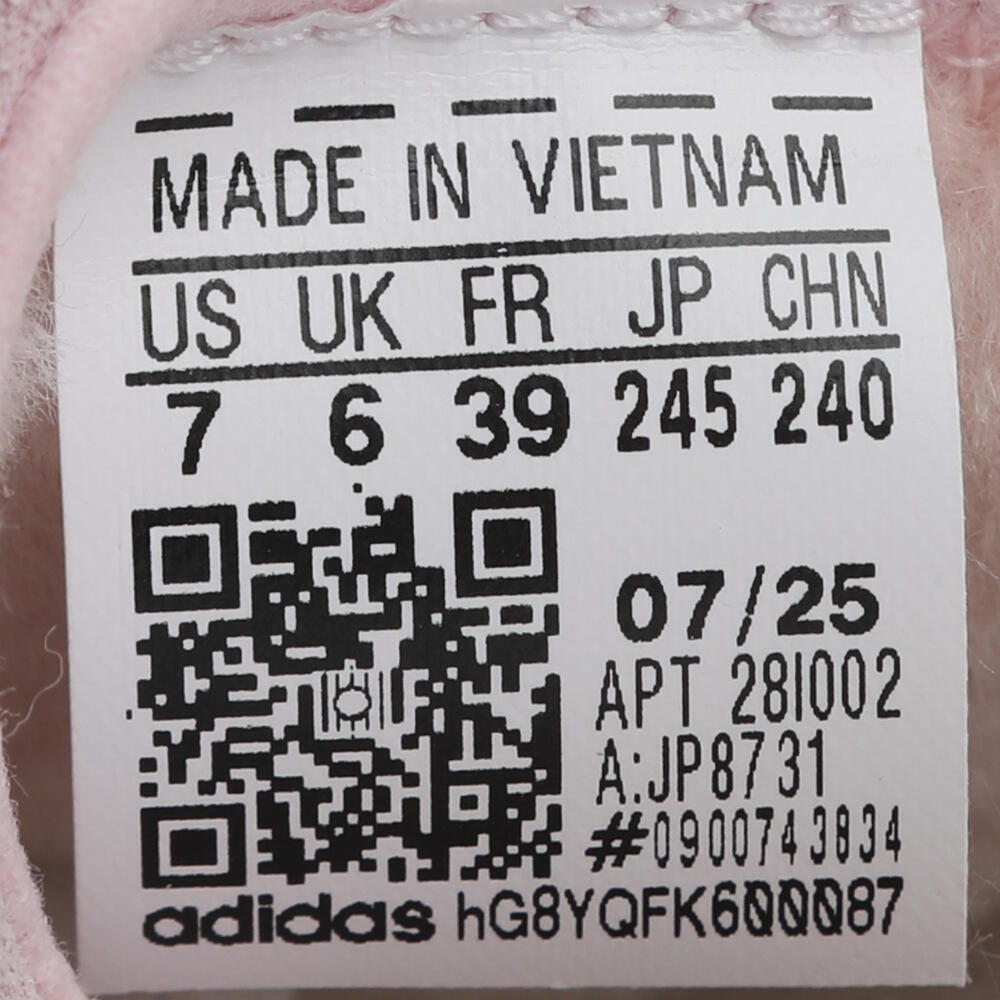 MADE IN VIETNAM
US UK FR JP CHN
7 6 39 245 240
07/25
APT 28I002
A:JP8731
#0900743834
adidas hG8YQFK600087